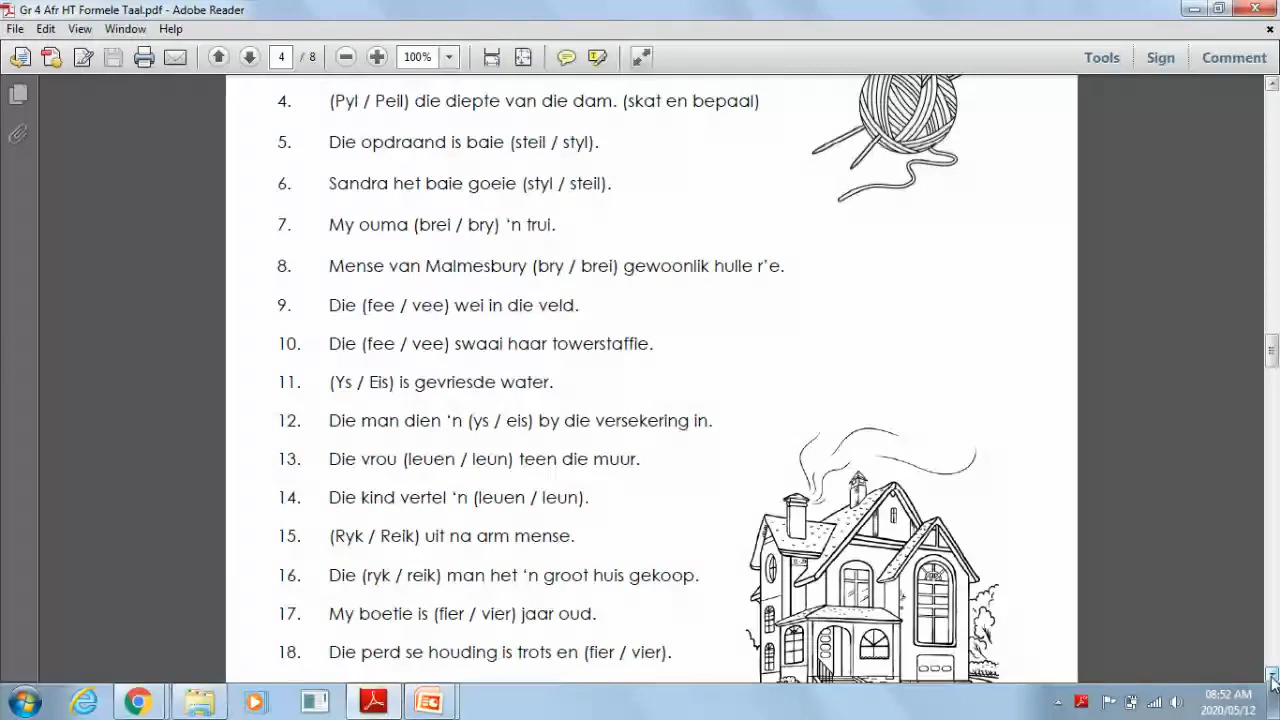 Gr 4 Afr HT Formele Taal.pdf - Adobe Reader
File Edit View Window Help
4 / 8 100% Tools Sign Comment
4. (Pyl / Peil) die diepte van die dam. (skat en bepaal)
5. Die opdraand is baie (steil / styl).
6. Sandra het baie goeie (styl / steil).
7. My ouma (brei / bry) ‘n trui.
8. Mense van Malmesbury (bry / brei) gewoonlik hulle r’e.
9. Die (fee / vee) wei in die veld.
10. Die (fee / vee) swaai haar towerstaffie.
11. (Ys / Eis) is gevriesde water.
12. Die man dien ‘n (ys / eis) by die versekering in.
13. Die vrou (leuen / leun) teen die muur.
14. Die kind vertel ‘n (leuen / leun).
15. (Ryk / Reik) uit na arm mense.
16. Die (ryk / reik) man het ‘n groot huis gekoop.
17. My boetie is (fier / vier) jaar oud.
18. Die perd se houding is trots en (fier / vier).
08:52 AM
2020/05/12